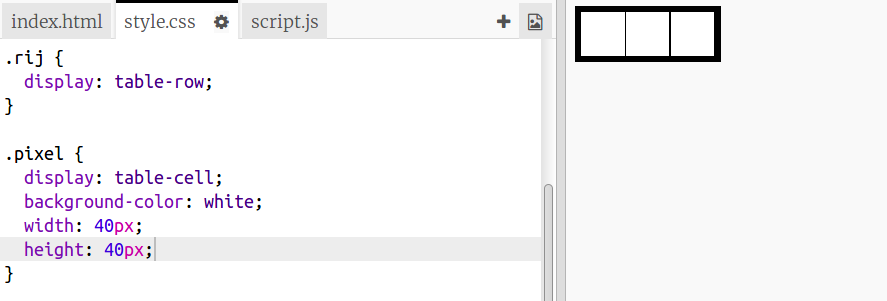 index.html style.css script.js
.rij {
  display: table-row;
}
.pixel {
  display: table-cell;
  background-color: white;
  width: 40px;
  height: 40px;
}